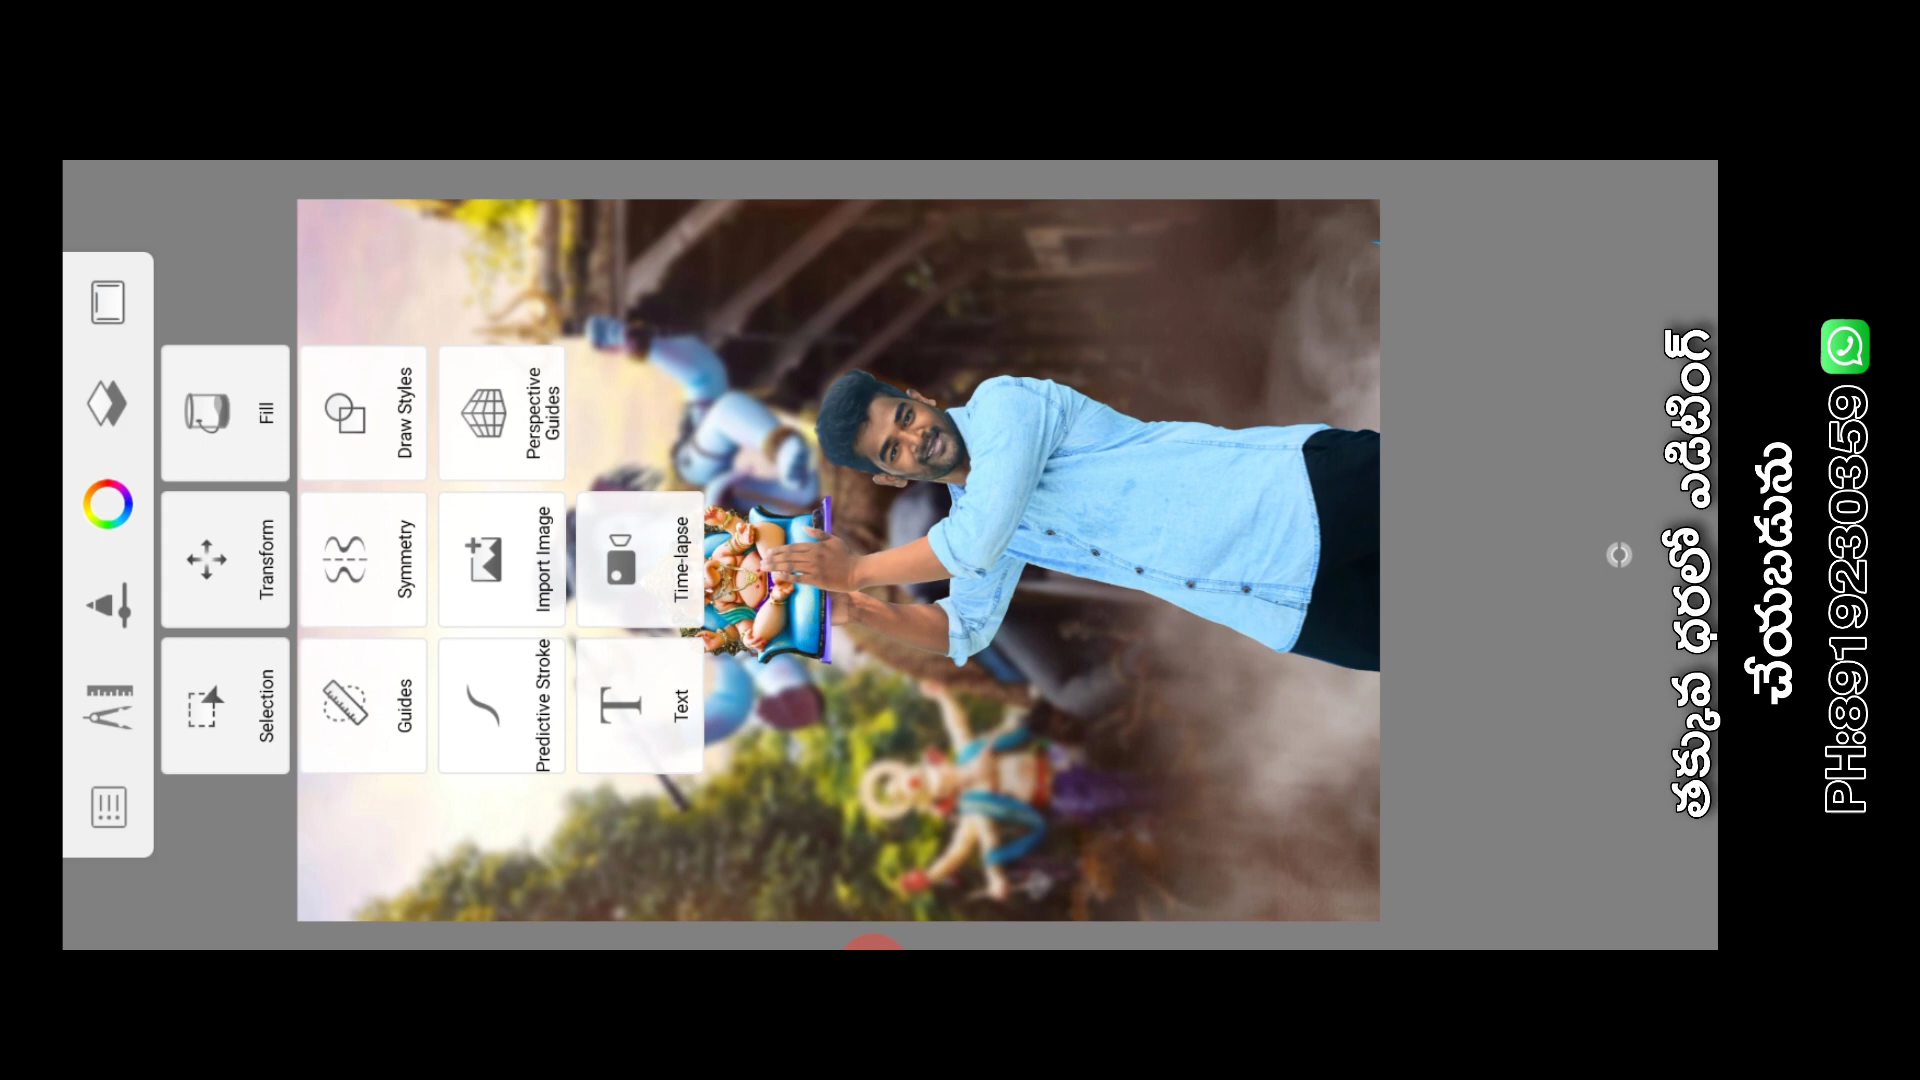 Selection
Transform
Fill
Guides
Symmetry
Draw Styles
Predictive Stroke
Import Image
Perspective
Guides
Text
Time-lapse
తక్కువ ధరలో ఎడిటింగ్
చేయబడును
PH:8919230359